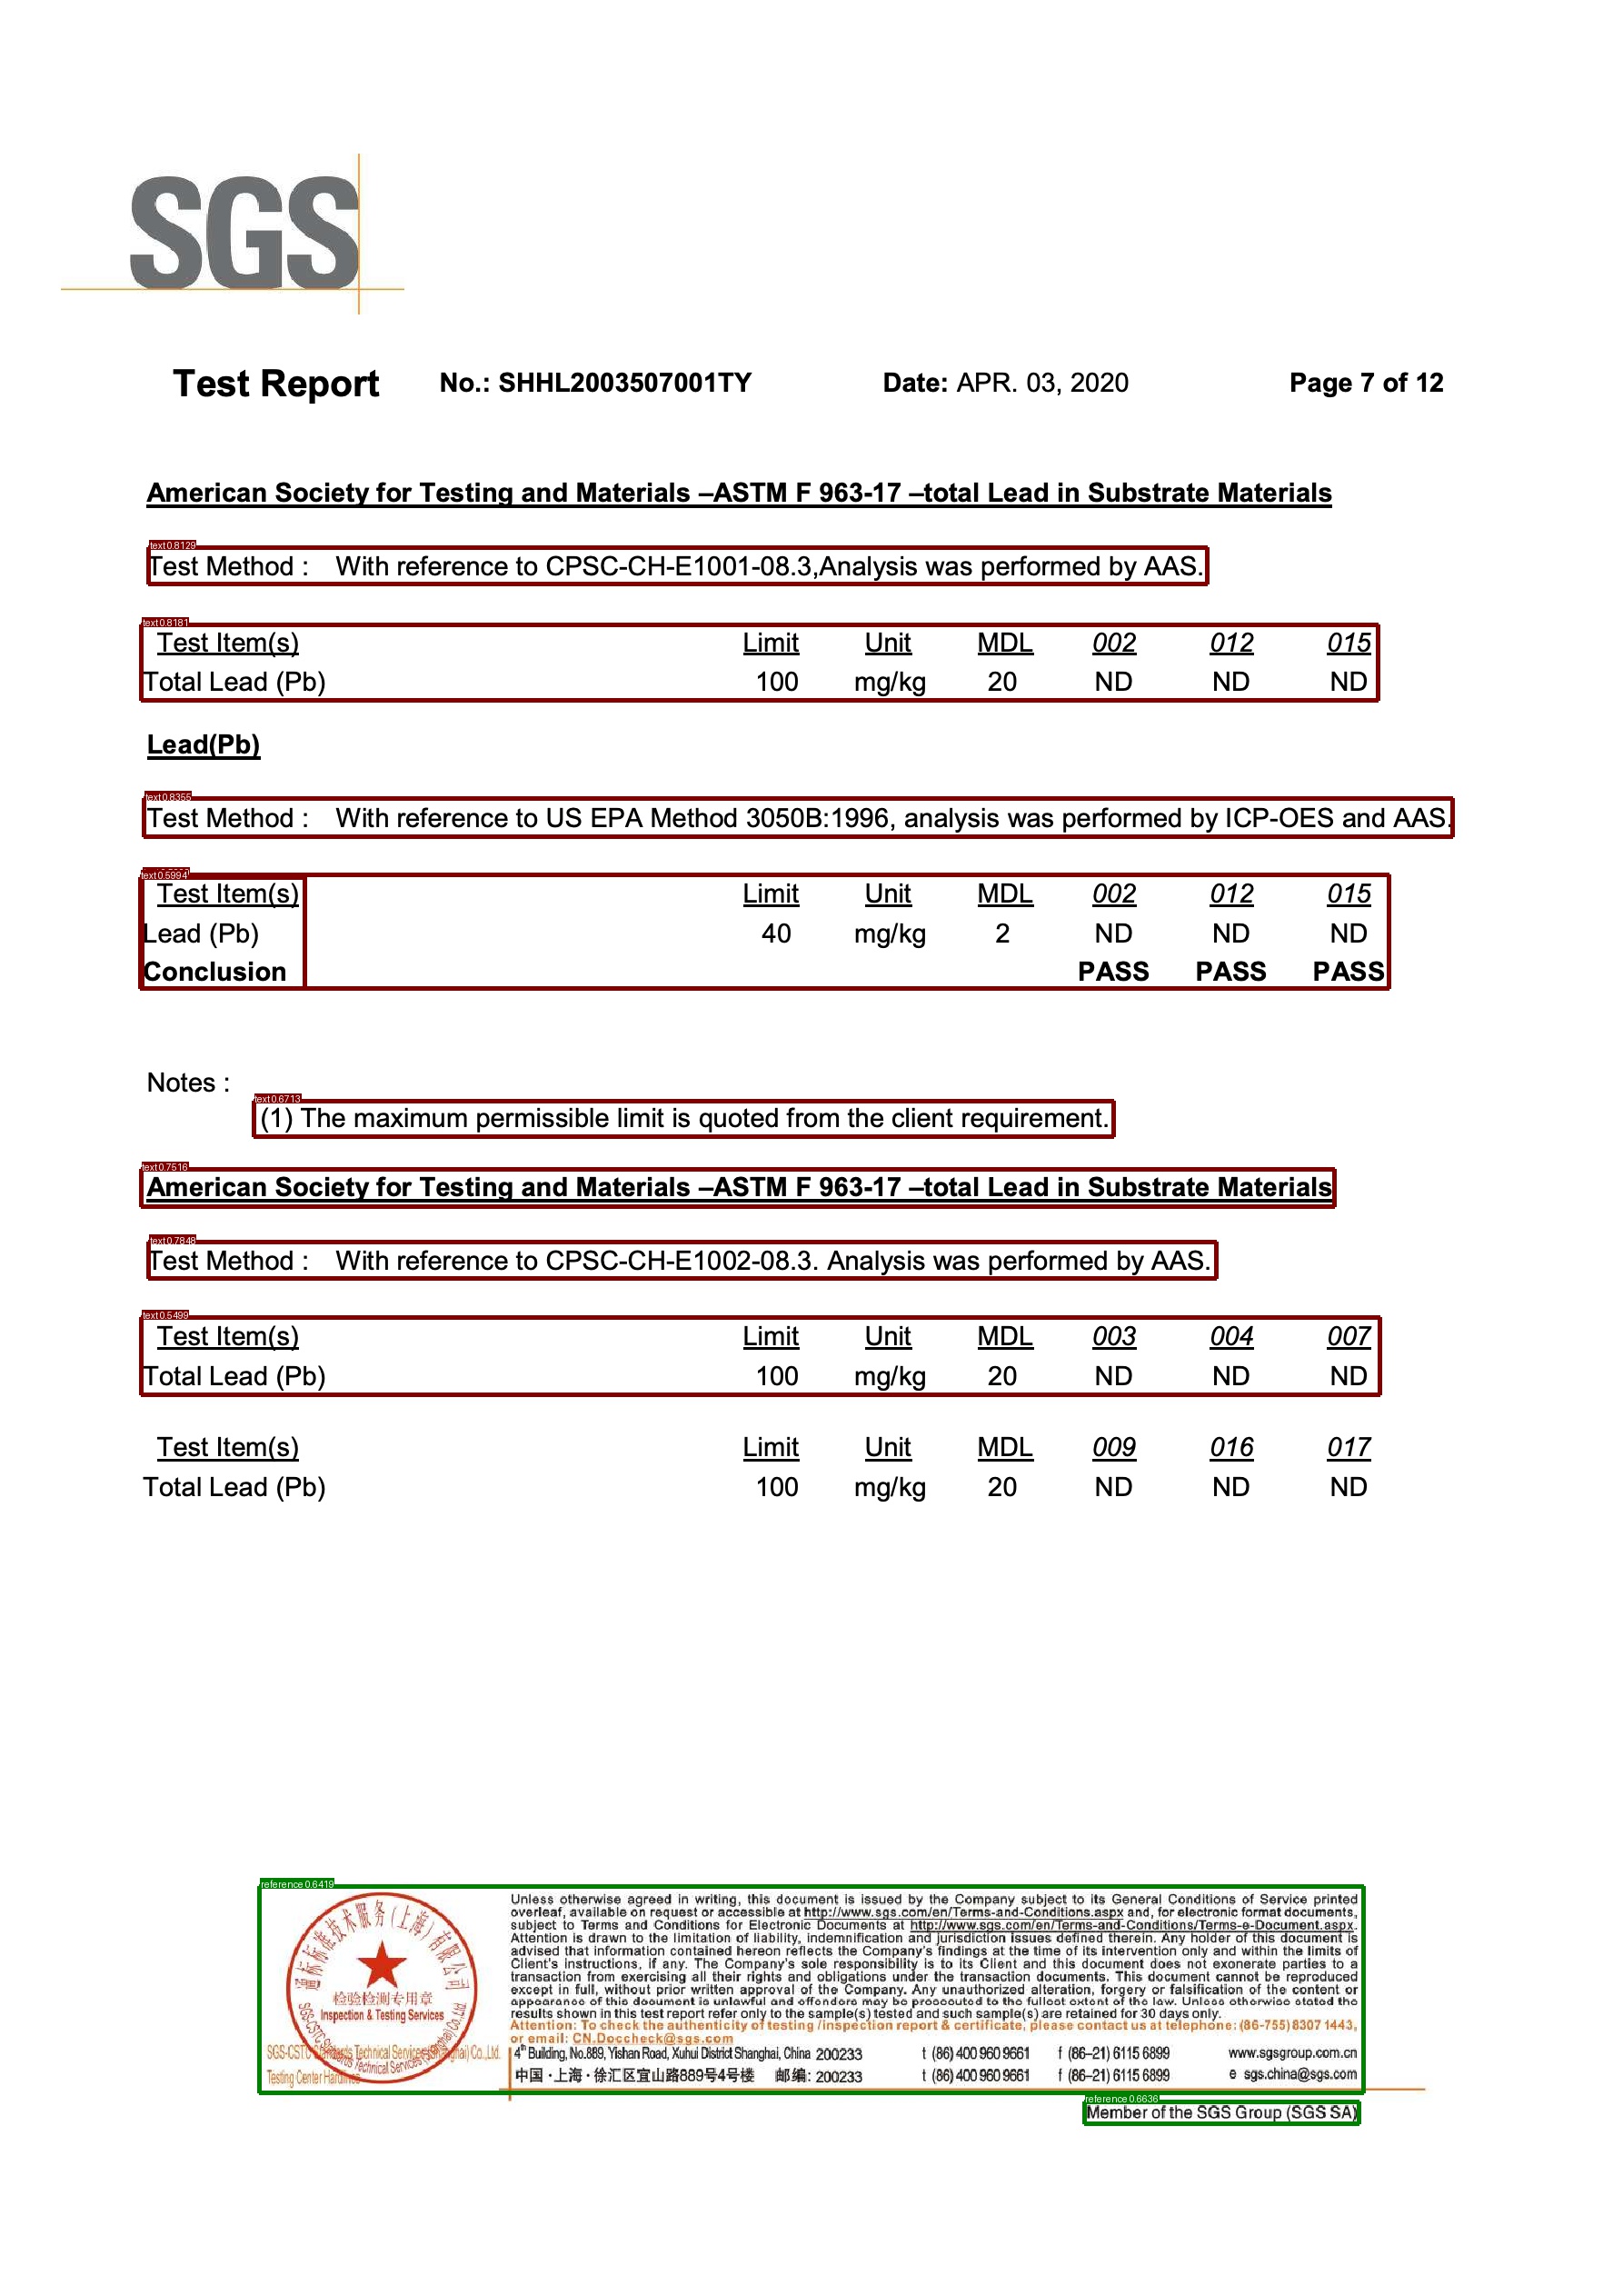 SGS
Test Report No.: SHHL2003507001TY Date: APR. 03, 2020 Page 7 of 12
American Society for Testing and Materials –ASTM F 963-17 –total Lead in Substrate Materials
text0.8129
Test Method : With reference to CPSC-CH-E1001-08.3,Analysis was performed by AAS.
text0.8181
Test Item(s) Limit Unit MDL 002 012 015
Total Lead (Pb) 100 mg/kg 20 ND ND ND
Lead(Pb)
text0.8355
Test Method : With reference to US EPA Method 3050B:1996, analysis was performed by ICP-OES and AAS.
text0.5994
Test Item(s) Limit Unit MDL 002 012 015
Lead (Pb) 40 mg/kg 2 ND ND ND
Conclusion PASS PASS PASS
Notes :
text0.6713
(1) The maximum permissible limit is quoted from the client requirement.
text0.7516
American Society for Testing and Materials –ASTM F 963-17 –total Lead in Substrate Materials
text0.7848
Test Method : With reference to CPSC-CH-E1002-08.3. Analysis was performed by AAS.
text0.5499
Test Item(s) Limit Unit MDL 003 004 007
Total Lead (Pb) 100 mg/kg 20 ND ND ND
Test Item(s) Limit Unit MDL 009 016 017
Total Lead (Pb) 100 mg/kg 20 ND ND ND
reference0.6419
通标标准技术服务(上海)有限公司
检验检测专用章
Inspection & Testing Services
SGS-CSTC Standards Technical Services (Shanghai) Co., Ltd.
Unless otherwise agreed in writing, this document is issued by the Company subject to its General Conditions of Service printed
overleaf, available on request or accessible at http://www.sgs.com/en/Terms-and-Conditions.aspx and, for electronic format documents,
subject to Terms and Conditions for Electronic Documents at http://www.sgs.com/en/Terms-and-Conditions/Terms-e-Document.aspx.
Attention is drawn to the limitation of liability, indemnification and jurisdiction issues defined therein. Any holder of this document is
advised that information contained hereon reflects the Company's findings at the time of its intervention only and within the limits of
Client's instructions, if any. The Company's sole responsibility is to its Client and this document does not exonerate parties to a
transaction from exercising all their rights and obligations under the transaction documents. This document cannot be reproduced
except in full, without prior written approval of the Company. Any unauthorized alteration, forgery or falsification of the content or
appearance of this document is unlawful and offenders may be prosecuted to the fullest extent of the law. Unless otherwise stated the
results shown in this test report refer only to the sample(s) tested and such sample(s) are retained for 30 days only.
Attention: To check the authenticity of testing /inspection report & certificate, please contact us at telephone: (86-755) 8307 1443,
or email: CN.Doccheck@sgs.com
SGS-CSTC Standards Technical Services (Shanghai) Co., Ltd.
Testing Center Hardlines
4th Building, No.889, Yishan Road, Xuhui District Shanghai, China 200233 t (86) 400 960 9661 f (86–21) 6115 6899 www.sgsgroup.com.cn
中国·上海·徐汇区宜山路889号4号楼 邮编: 200233 t (86) 400 960 9661 f (86–21) 6115 6899 e sgs.china@sgs.com
reference0.6636
Member of the SGS Group (SGS SA)